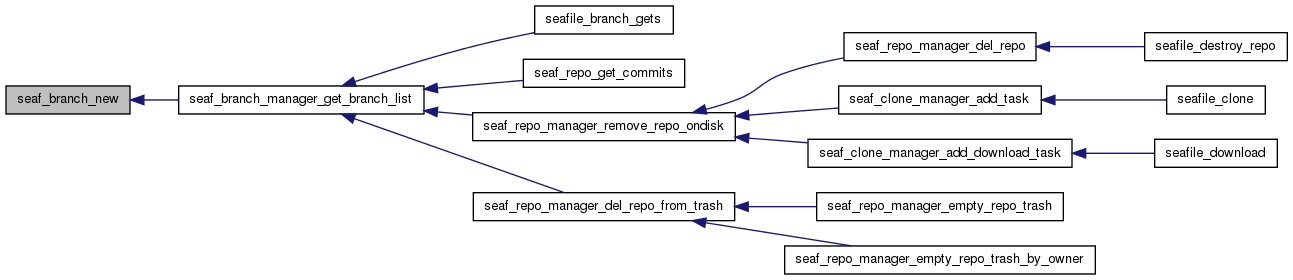 seafile_branch_gets
seaf_repo_manager_del_repo
seafile_destroy_repo
seaf_repo_get_commits
seaf_branch_new
seaf_branch_manager_get_branch_list
seaf_clone_manager_add_task
seafile_clone
seaf_repo_manager_remove_repo_ondisk
seaf_clone_manager_add_download_task
seafile_download
seaf_repo_manager_del_repo_from_trash
seaf_repo_manager_empty_repo_trash
seaf_repo_manager_empty_repo_trash_by_owner